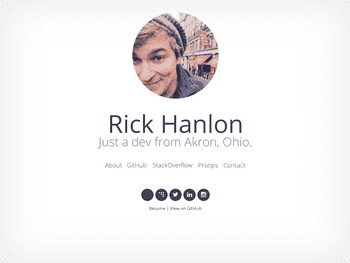 Rick Hanlon
Just a dev from Akron, Ohio.
About GitHub StackOverflow Protips Contact
Resume | View on GitHub